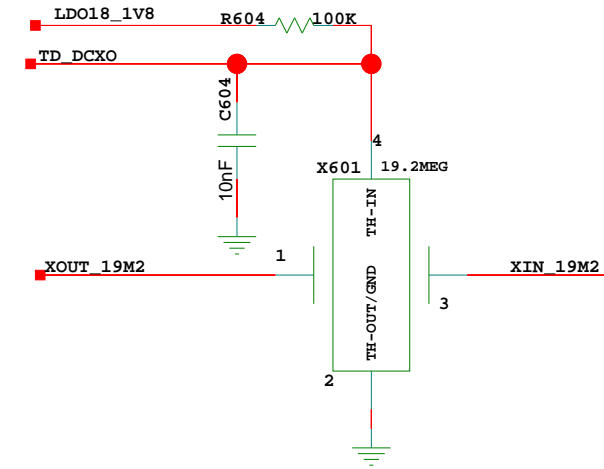 LDO18_1V8
R604 100K
TD_DCXO
C604
10nF
4
X601 19.2MEG
TH-IN
1
XOUT_19M2
XIN_19M2
TH-OUT/GND
3
2